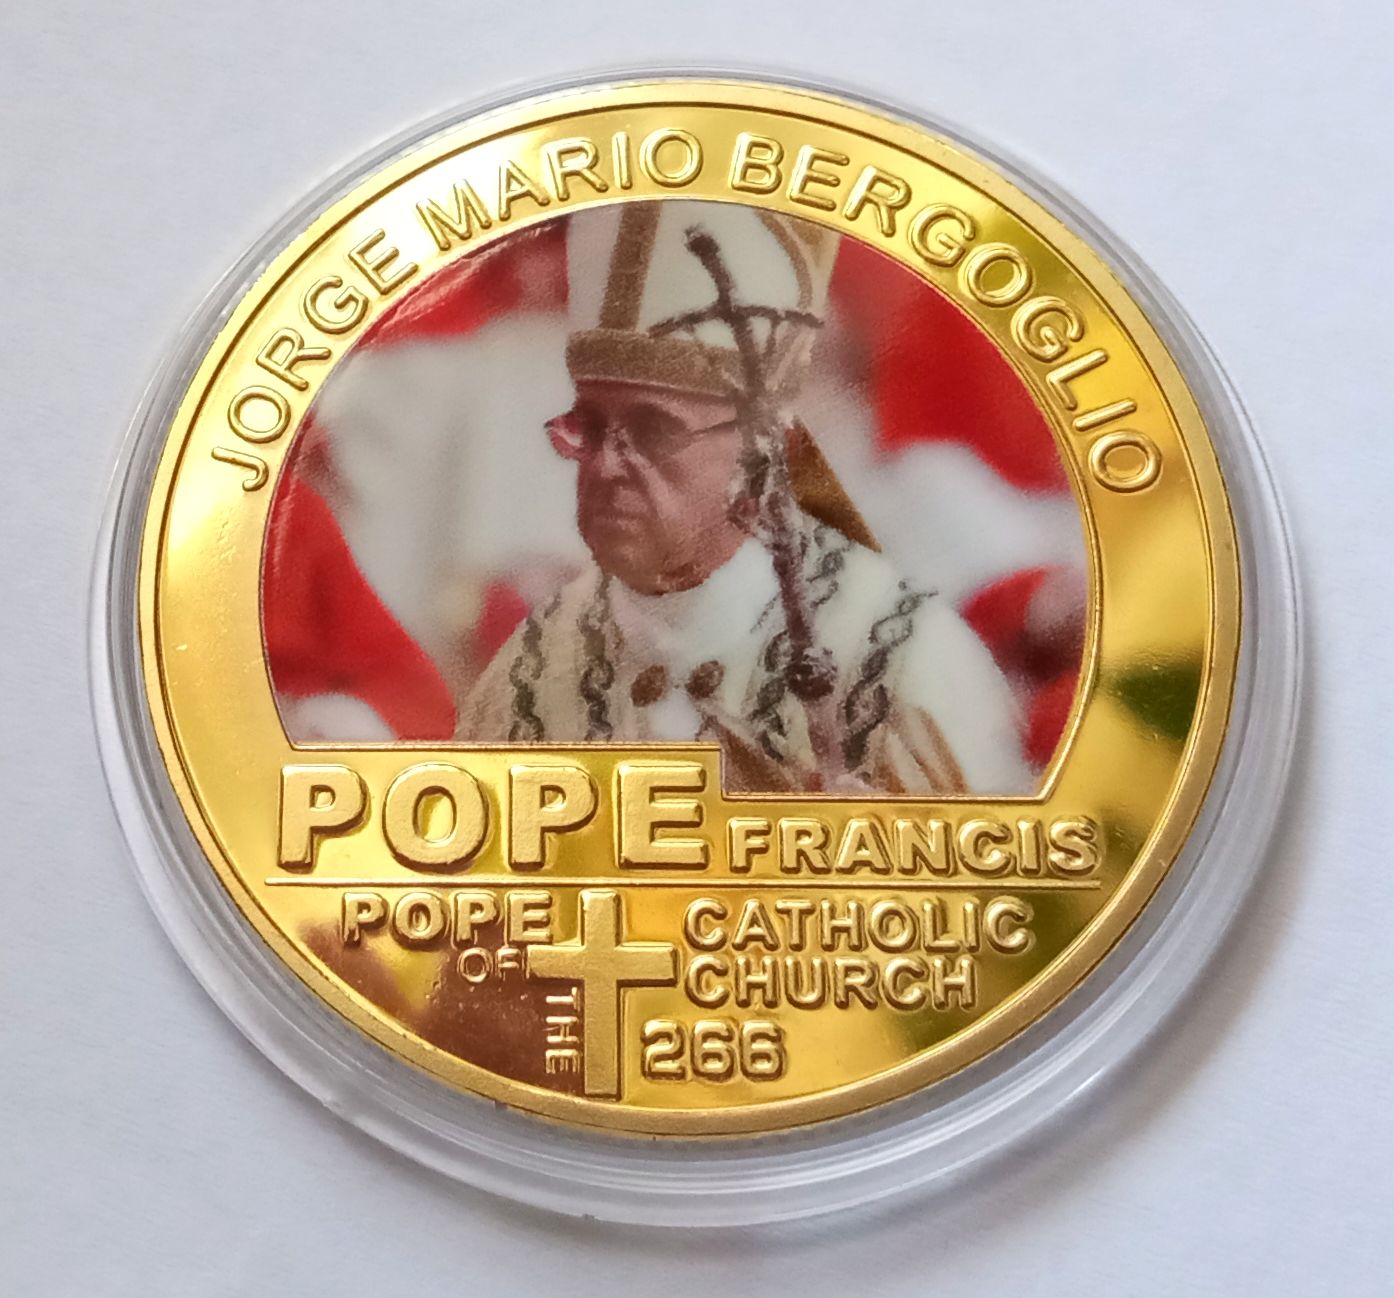 JORGE MARIO BERGOGLIO
POPE FRANCIS
POPE CATHOLIC
OF CHURCH
THE 266